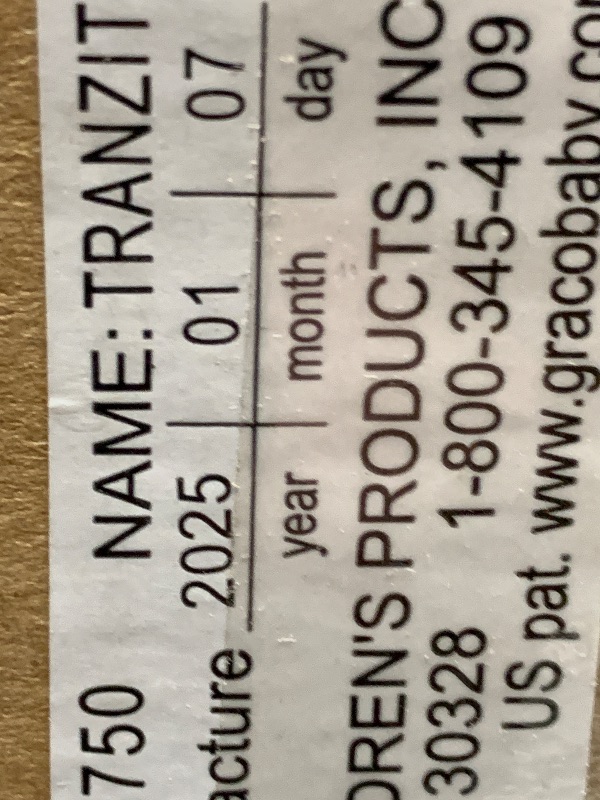 750 NAME: TRANZIT
acture 2025 01 07
year month day
DREN'S PRODUCTS, INC
30328 1-800-345-4109
US pat. www.gracobaby.co